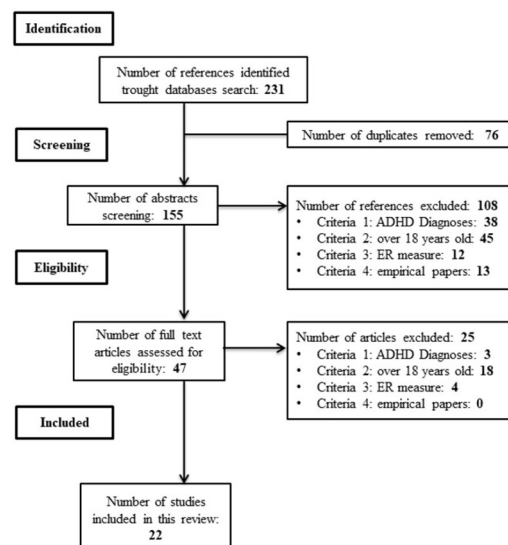 Identification
Number of references identified
trought databases search: 231
Number of duplicates removed: 76
Screening
Number of abstracts
screening: 155
Number of references excluded: 108
• Criteria 1: ADHD Diagnoses: 38
• Criteria 2: over 18 years old: 45
• Criteria 3: ER measure: 12
• Criteria 4: empirical papers: 13
Eligibility
Number of full text
articles assessed for
eligibility: 47
Number of articles excluded: 25
• Criteria 1: ADHD Diagnoses: 3
• Criteria 2: over 18 years old: 18
• Criteria 3: ER measure: 4
• Criteria 4: empirical papers: 0
Included
Number of studies
included in this review:
22